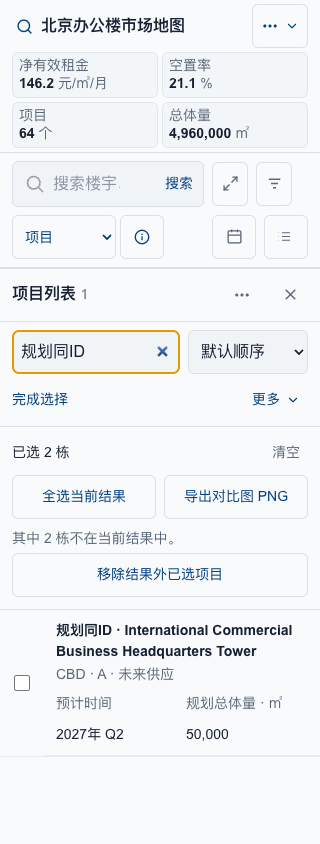 北京办公楼市场地图
净有效租金
146.2 元/㎡/月
空置率
21.1 %
项目
64 个
总体量
4,960,000 ㎡
搜索楼宇.
搜索
项目
项目列表 1
规划同ID
默认顺序
完成选择
更多
已选 2 栋
清空
全选当前结果
导出对比图 PNG
其中 2 栋不在当前结果中。
移除结果外已选项目
规划同ID · International Commercial
Business Headquarters Tower
CBD · A · 未来供应
预计时间
规划总体量 · ㎡
2027年 Q2
50,000